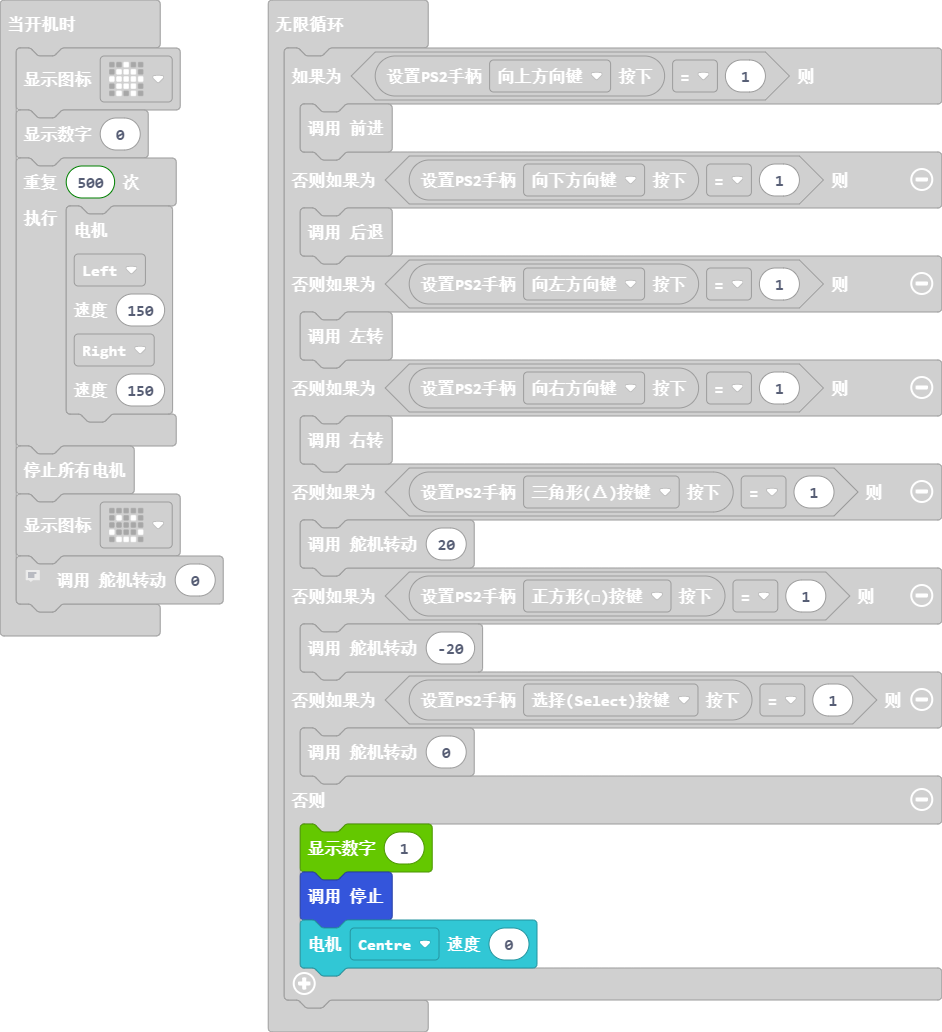 当开机时
显示图标
显示数字 0
重复 500 次
执行
电机
Left
速度 150
Right
速度 150
停止所有电机
显示图标
调用 舵机转动 0
无限循环
如果为 设置PS2手柄 向上方向键 按下 = 1 则
调用 前进
否则如果为 设置PS2手柄 向下方向键 按下 = 1 则
调用 后退
否则如果为 设置PS2手柄 向左方向键 按下 = 1 则
调用 左转
否则如果为 设置PS2手柄 向右方向键 按下 = 1 则
调用 右转
否则如果为 设置PS2手柄 三角形(△)按键 按下 = 1 则
调用 舵机转动 20
否则如果为 设置PS2手柄 正方形(□)按键 按下 = 1 则
调用 舵机转动 -20
否则如果为 设置PS2手柄 选择(Select)按键 按下 = 1 则
调用 舵机转动 0
否则
显示数字 1
调用 停止
电机 Centre 速度 0